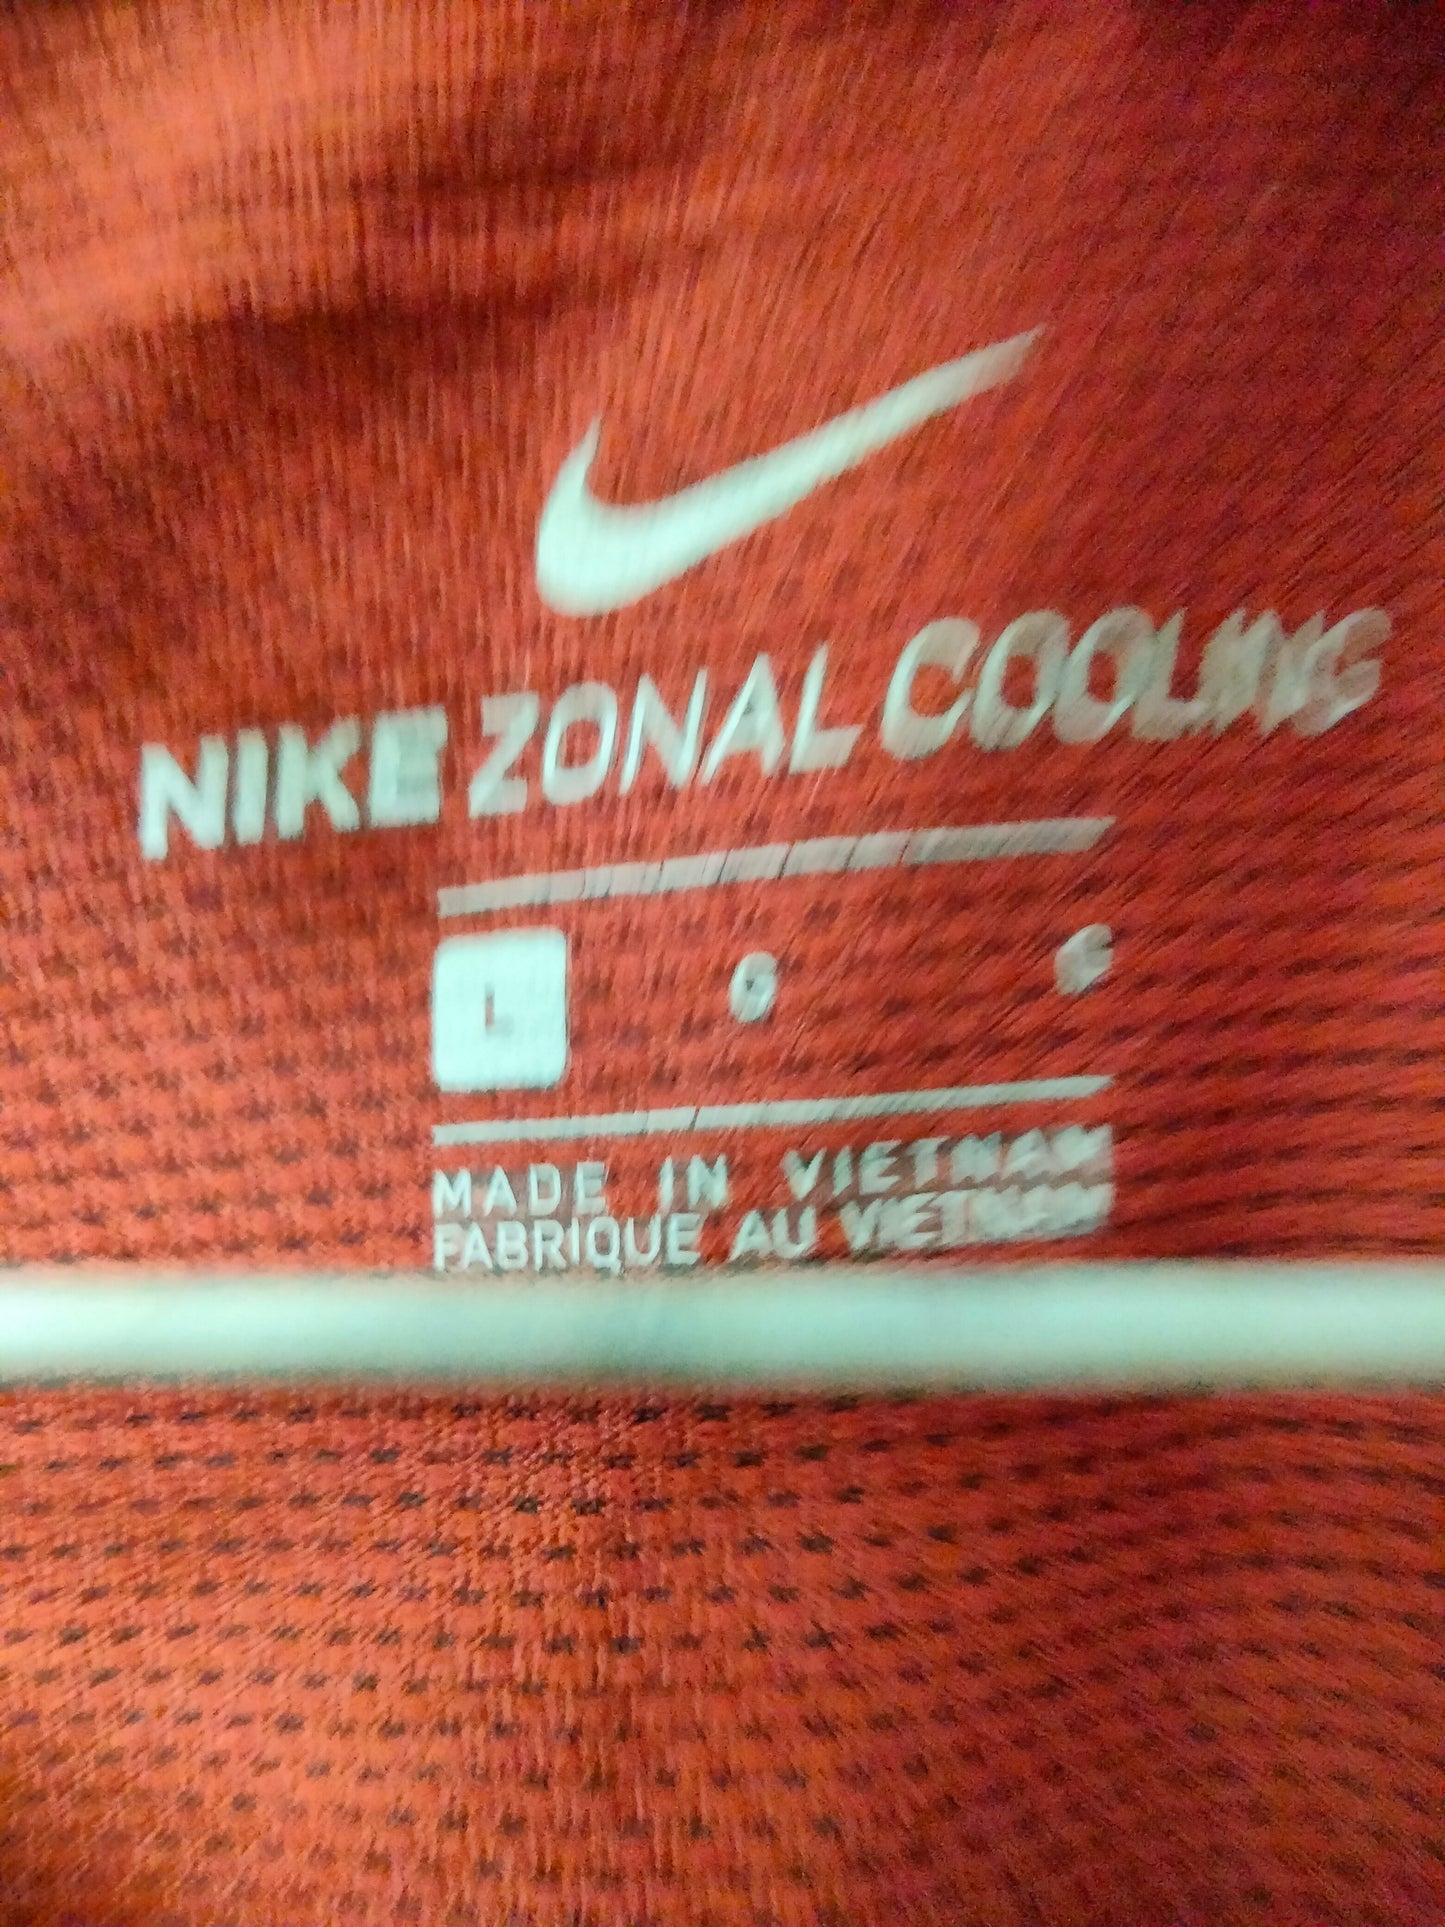 NIKE ZONAL COOLING
L G G
MADE IN VIETNAM
FABRIQUE AU VIETNAM